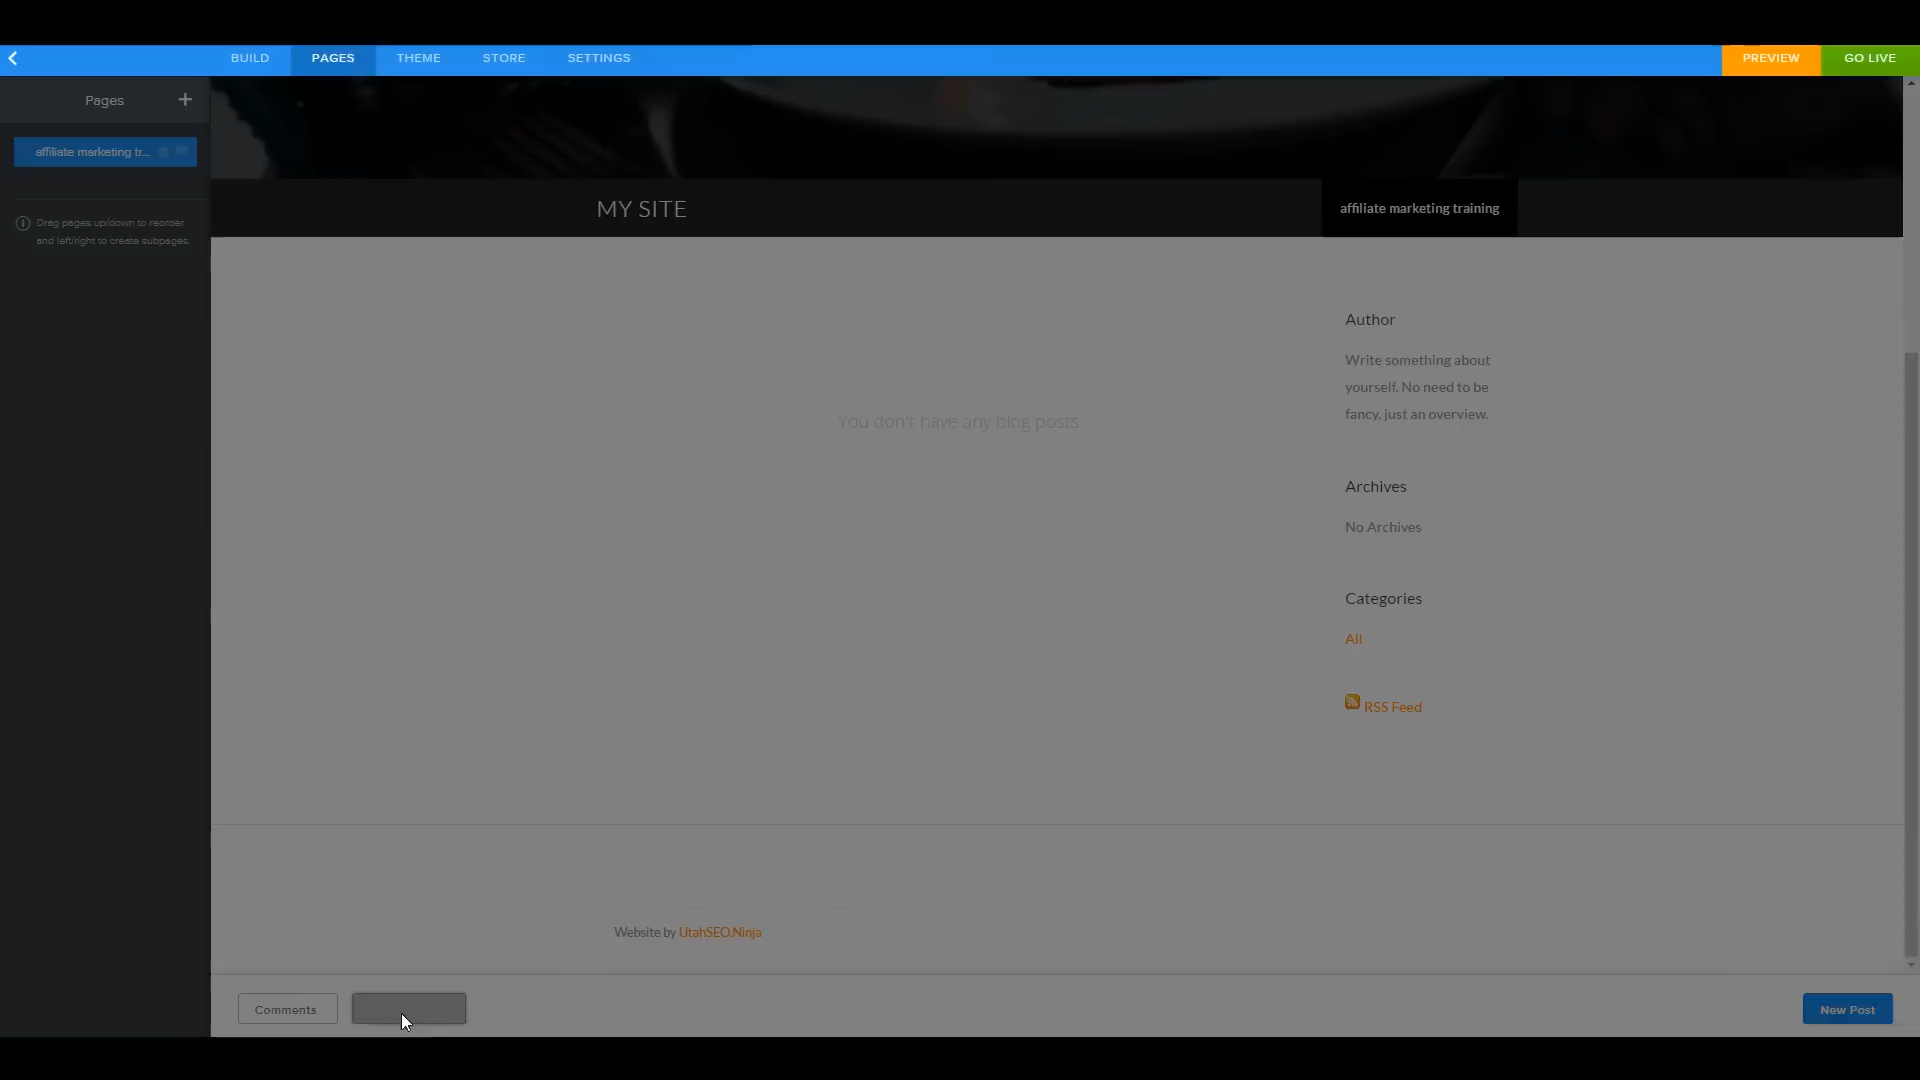 BUILD PAGES THEME STORE SETTINGS PREVIEW GO LIVE
Pages +
affiliate marketing tr...
Drag pages up/down to reorder
and left/right to create subpages.
MY SITE
affiliate marketing training
You don't have any blog posts
Author
Write something about
yourself. No need to be
fancy, just an overview.
Archives
No Archives
Categories
All
RSS Feed
Website by UtahSEO.Ninja
Comments
New Post